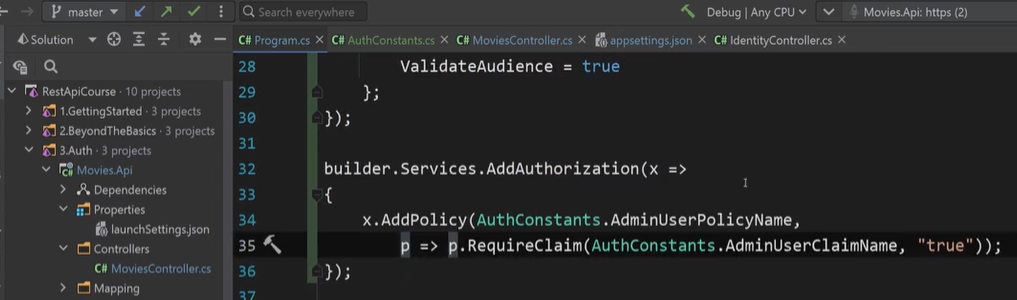 master
Search everywhere
Debug | Any CPU
Movies.Api: https (2)
Solution
C# Program.cs
C# AuthConstants.cs
C# MoviesController.cs
appsettings.json
C# IdentityController.cs
RestApiCourse · 10 projects
1.GettingStarted · 3 projects
2.BeyondTheBasics · 3 projects
3.Auth · 3 projects
Movies.Api
Dependencies
Properties
launchSettings.json
Controllers
C# MoviesController.cs
Mapping
28 ValidateAudience = true
29 };
30 });
31
32 builder.Services.AddAuthorization(x =>
33 {
34 x.AddPolicy(AuthConstants.AdminUserPolicyName,
35 p => p.RequireClaim(AuthConstants.AdminUserClaimName, "true"));
36 });
37